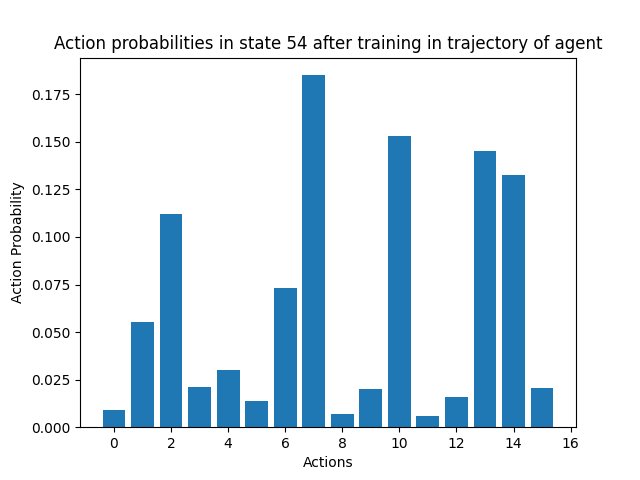 Action probabilities in state 54 after training in trajectory of agent
0.175
0.150
0.125
0.100
0.075
0.050
0.025
0.000
Action Probability
0 2 4 6 8 10 12 14 16
Actions